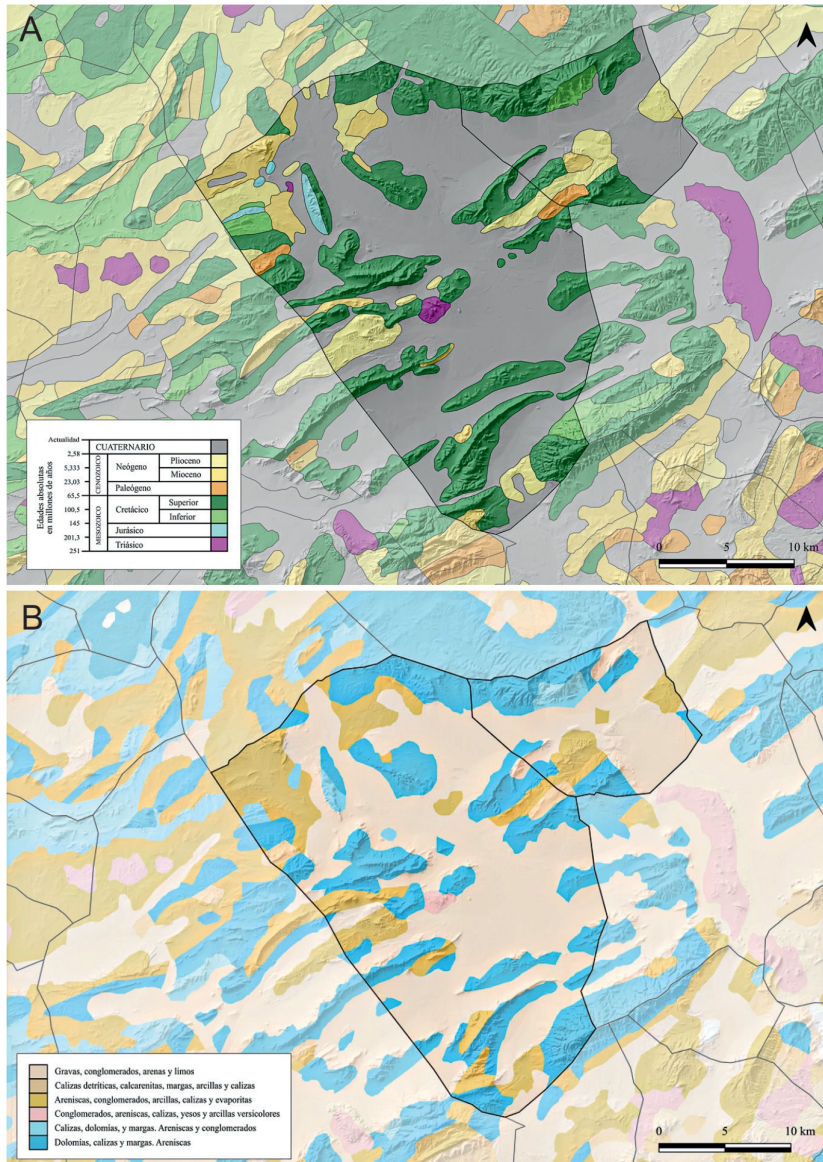 A
Actualidad
CUATERNARIO
2,58
Plioceno
5,333
Neógeno
Mioceno
23,03
Paleógeno
65,5
Superior
100,5
Cretácico
Inferior
145
Jurásico
201,3
Triásico
251
CENOZOICO
MESOZOICO
Edades absolutas
en millones de años
0 5 10 km
B
Gravas, conglomerados, arenas y limos
Calizas detríticas, calcarenitas, margas, arcillas y calizas
Areniscas, conglomerados, arcillas, calizas y evaporitas
Conglomerados, areniscas, calizas, yesos y arcillas versicolores
Calizas, dolomías, y margas. Areniscas y conglomerados
Dolomías, calizas y margas. Areniscas
0 5 10 km